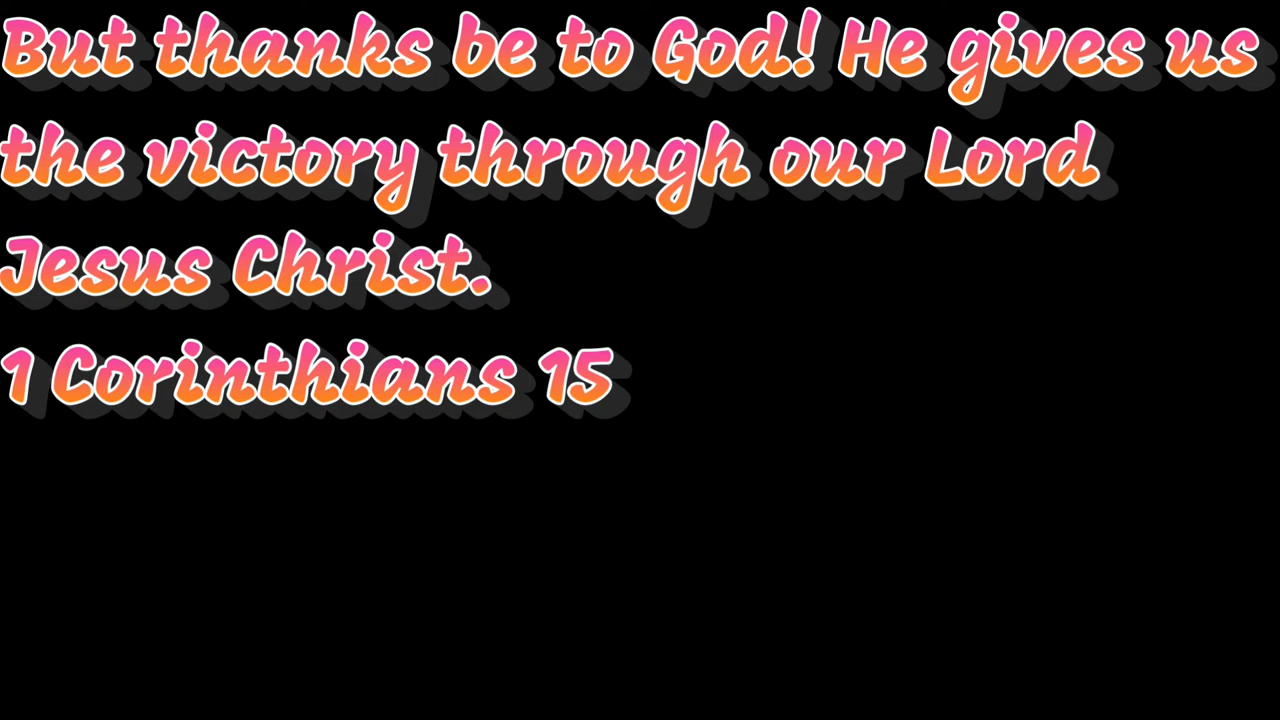 But thanks be to God! He gives us
the victory through our Lord
Jesus Christ.
1 Corinthians 15